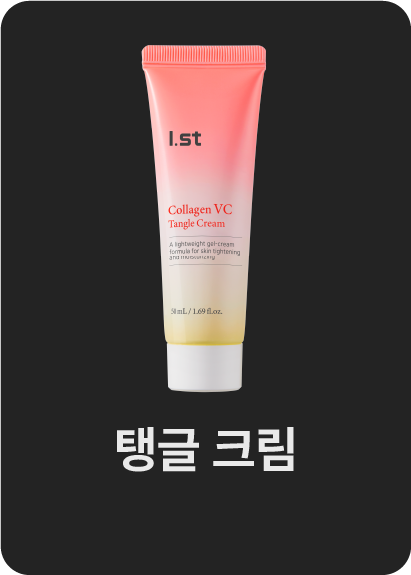 I.st
Collagen VC
Tangle Cream
A lightweight gel-cream
formula for skin tightening
and moisturizing
50 mL / 1.69 fl.oz.
탱글 크림